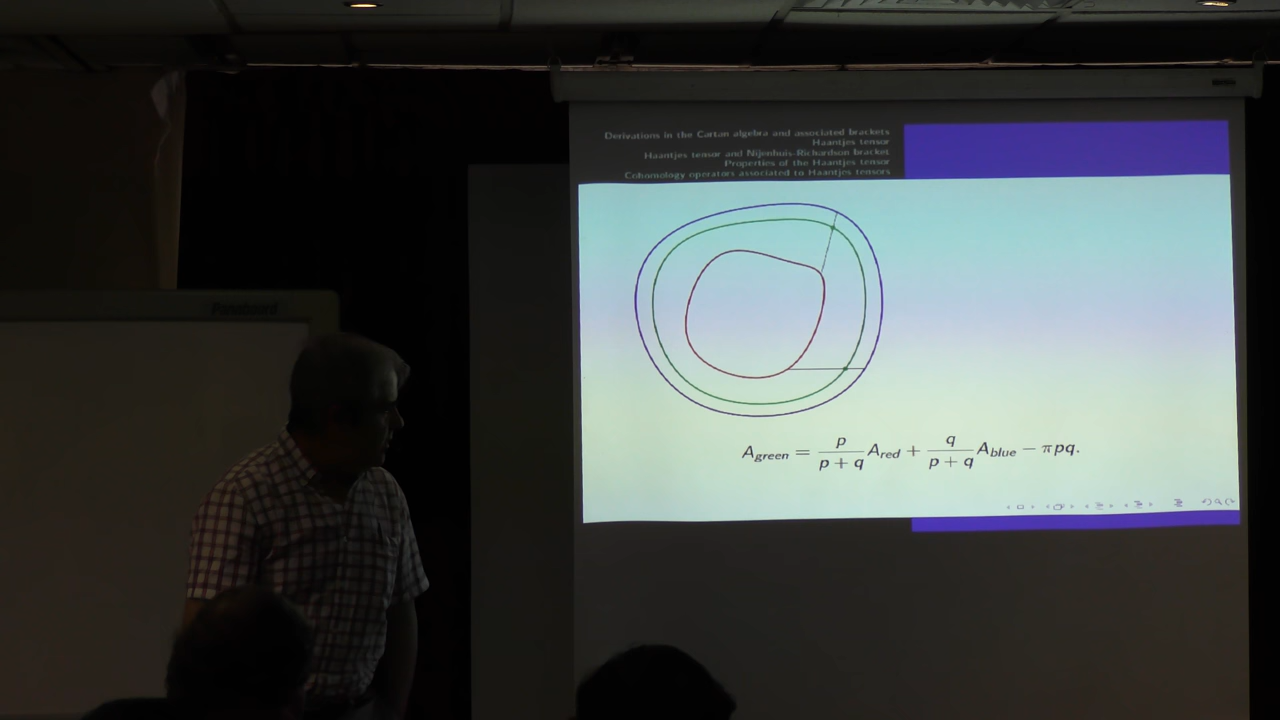 Derivations in the Cartan algebra and associated brackets
Haantjes tensor
Haantjes tensor and Nijenhuis-Richardson bracket
Properties of the Haantjes tensor
Cohomology operators associated to Haantjes tensors
Panaboard
A_green = p/(p + q) A_red + q/(p + q) A_blue − πpq.